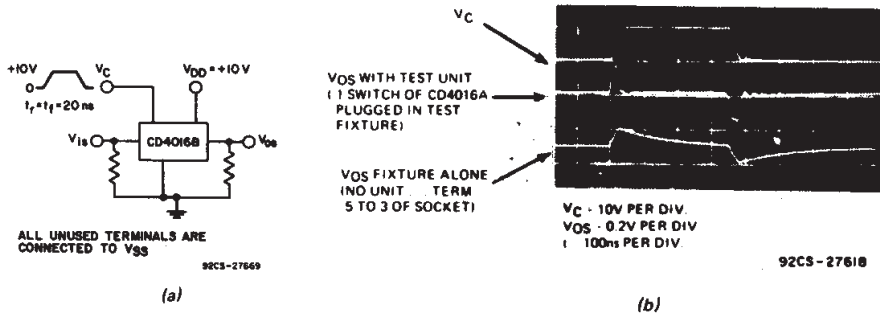 +10V
0
tr=tf=20 ns
VC
VDD=+10V
Vis
CD4016B
Vos
ALL UNUSED TERMINALS ARE
CONNECTED TO VSS
92CS-27669
(a)
VC
VOS WITH TEST UNIT
(1 SWITCH OF CD4016A
PLUGGED IN TEST
FIXTURE)
VOS FIXTURE ALONE
(NO UNIT . . TERM
5 TO 3 OF SOCKET)
VC - 10V PER DIV.
VOS - 0.2V PER DIV
t 100ns PER DIV.
92CS-27618
(b)